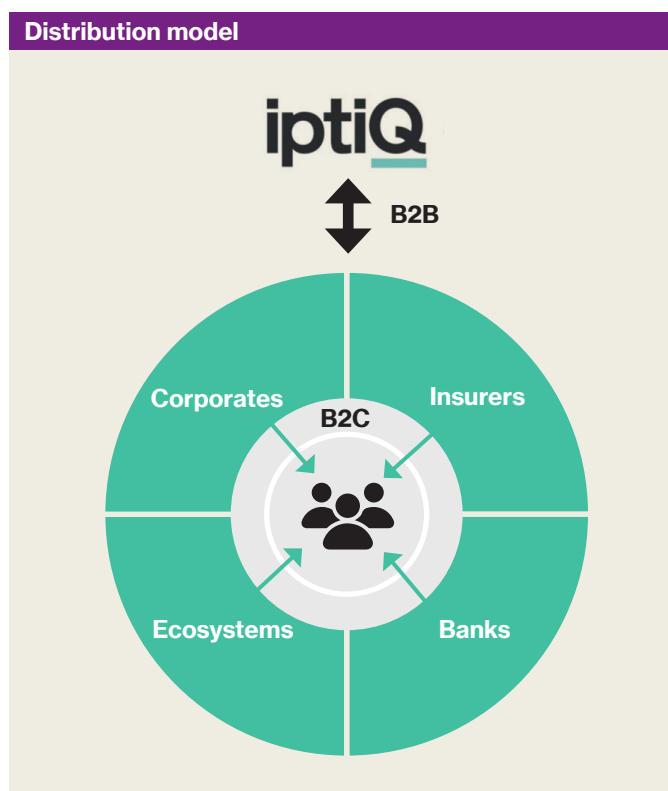 Distribution model
iptiQ
B2B
Corporates
Insurers
B2C
Ecosystems
Banks